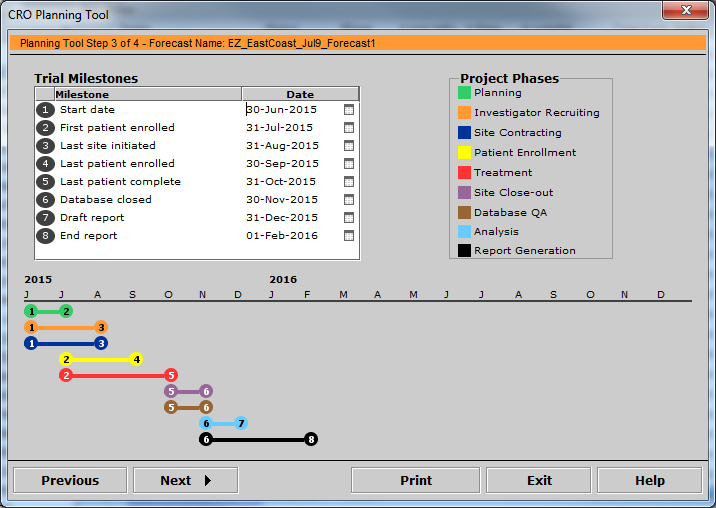 CRO Planning Tool
Planning Tool Step 3 of 4 - Forecast Name: EZ_EastCoast_Jul9_Forecast1
Trial Milestones
Milestone Date
1 Start date 30-Jun-2015
2 First patient enrolled 31-Jul-2015
3 Last site initiated 31-Aug-2015
4 Last patient enrolled 30-Sep-2015
5 Last patient complete 31-Oct-2015
6 Database closed 30-Nov-2015
7 Draft report 31-Dec-2015
8 End report 01-Feb-2016
Project Phases
Planning
Investigator Recruiting
Site Contracting
Patient Enrollment
Treatment
Site Close-out
Database QA
Analysis
Report Generation
2015 2016
J J A S O N D J F M A M J J A S O N D
1 2
1 3
1 3
2 4
2 5
5 6
5 6
6 7
6 8
Previous Next Print Exit Help